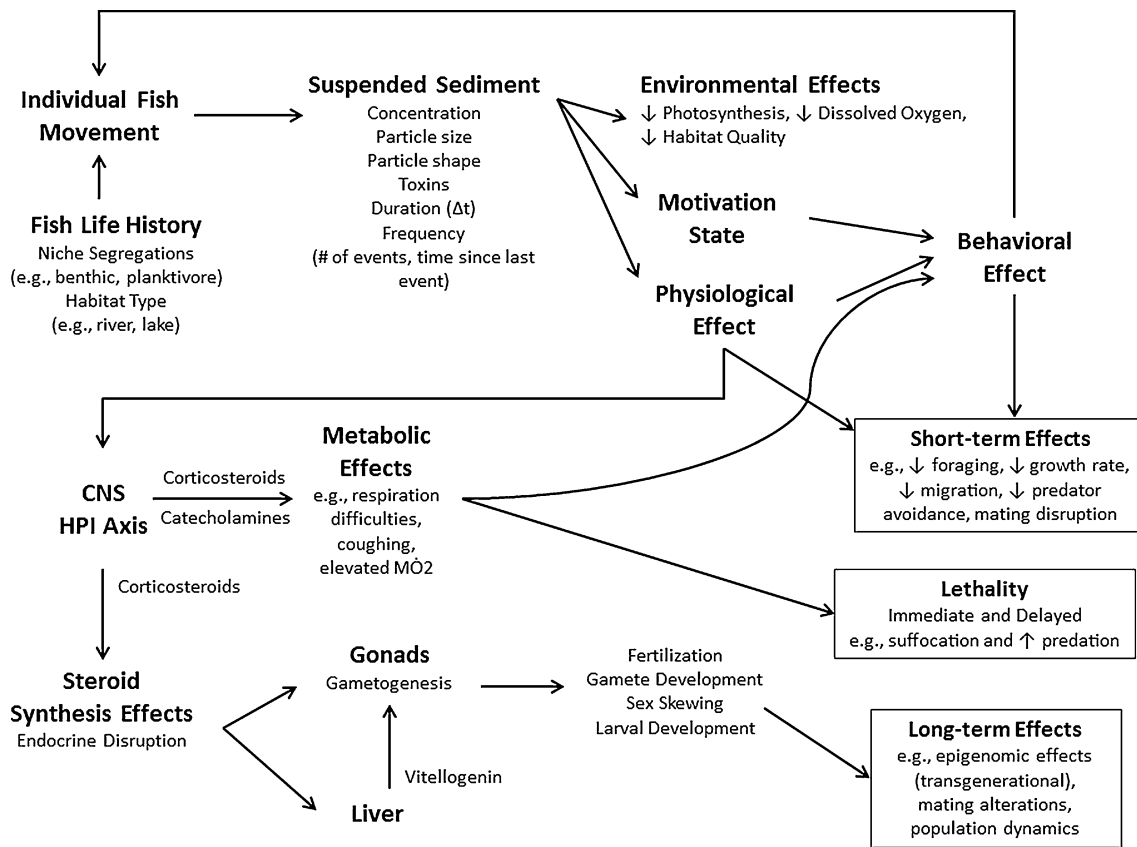 Individual Fish
Movement
Suspended Sediment
Concentration
Particle size
Particle shape
Toxins
Duration (Δt)
Frequency
(# of events, time since last
event)
Environmental Effects
↓ Photosynthesis, ↓ Dissolved Oxygen,
↓ Habitat Quality
Fish Life History
Niche Segregations
(e.g., benthic, planktivore)
Habitat Type
(e.g., river, lake)
Motivation
State
Physiological
Effect
Behavioral
Effect
CNS
HPI Axis
Corticosteroids
Catecholamines
Metabolic
Effects
e.g., respiration
difficulties,
coughing,
elevated MȮ2
Short-term Effects
e.g., ↓ foraging, ↓ growth rate,
↓ migration, ↓ predator
avoidance, mating disruption
Corticosteroids
Lethality
Immediate and Delayed
e.g., suffocation and ↑ predation
Steroid
Synthesis Effects
Endocrine Disruption
Gonads
Gametogenesis
Vitellogenin
Liver
Fertilization
Gamete Development
Sex Skewing
Larval Development
Long-term Effects
e.g., epigenomic effects
(transgenerational),
mating alterations,
population dynamics